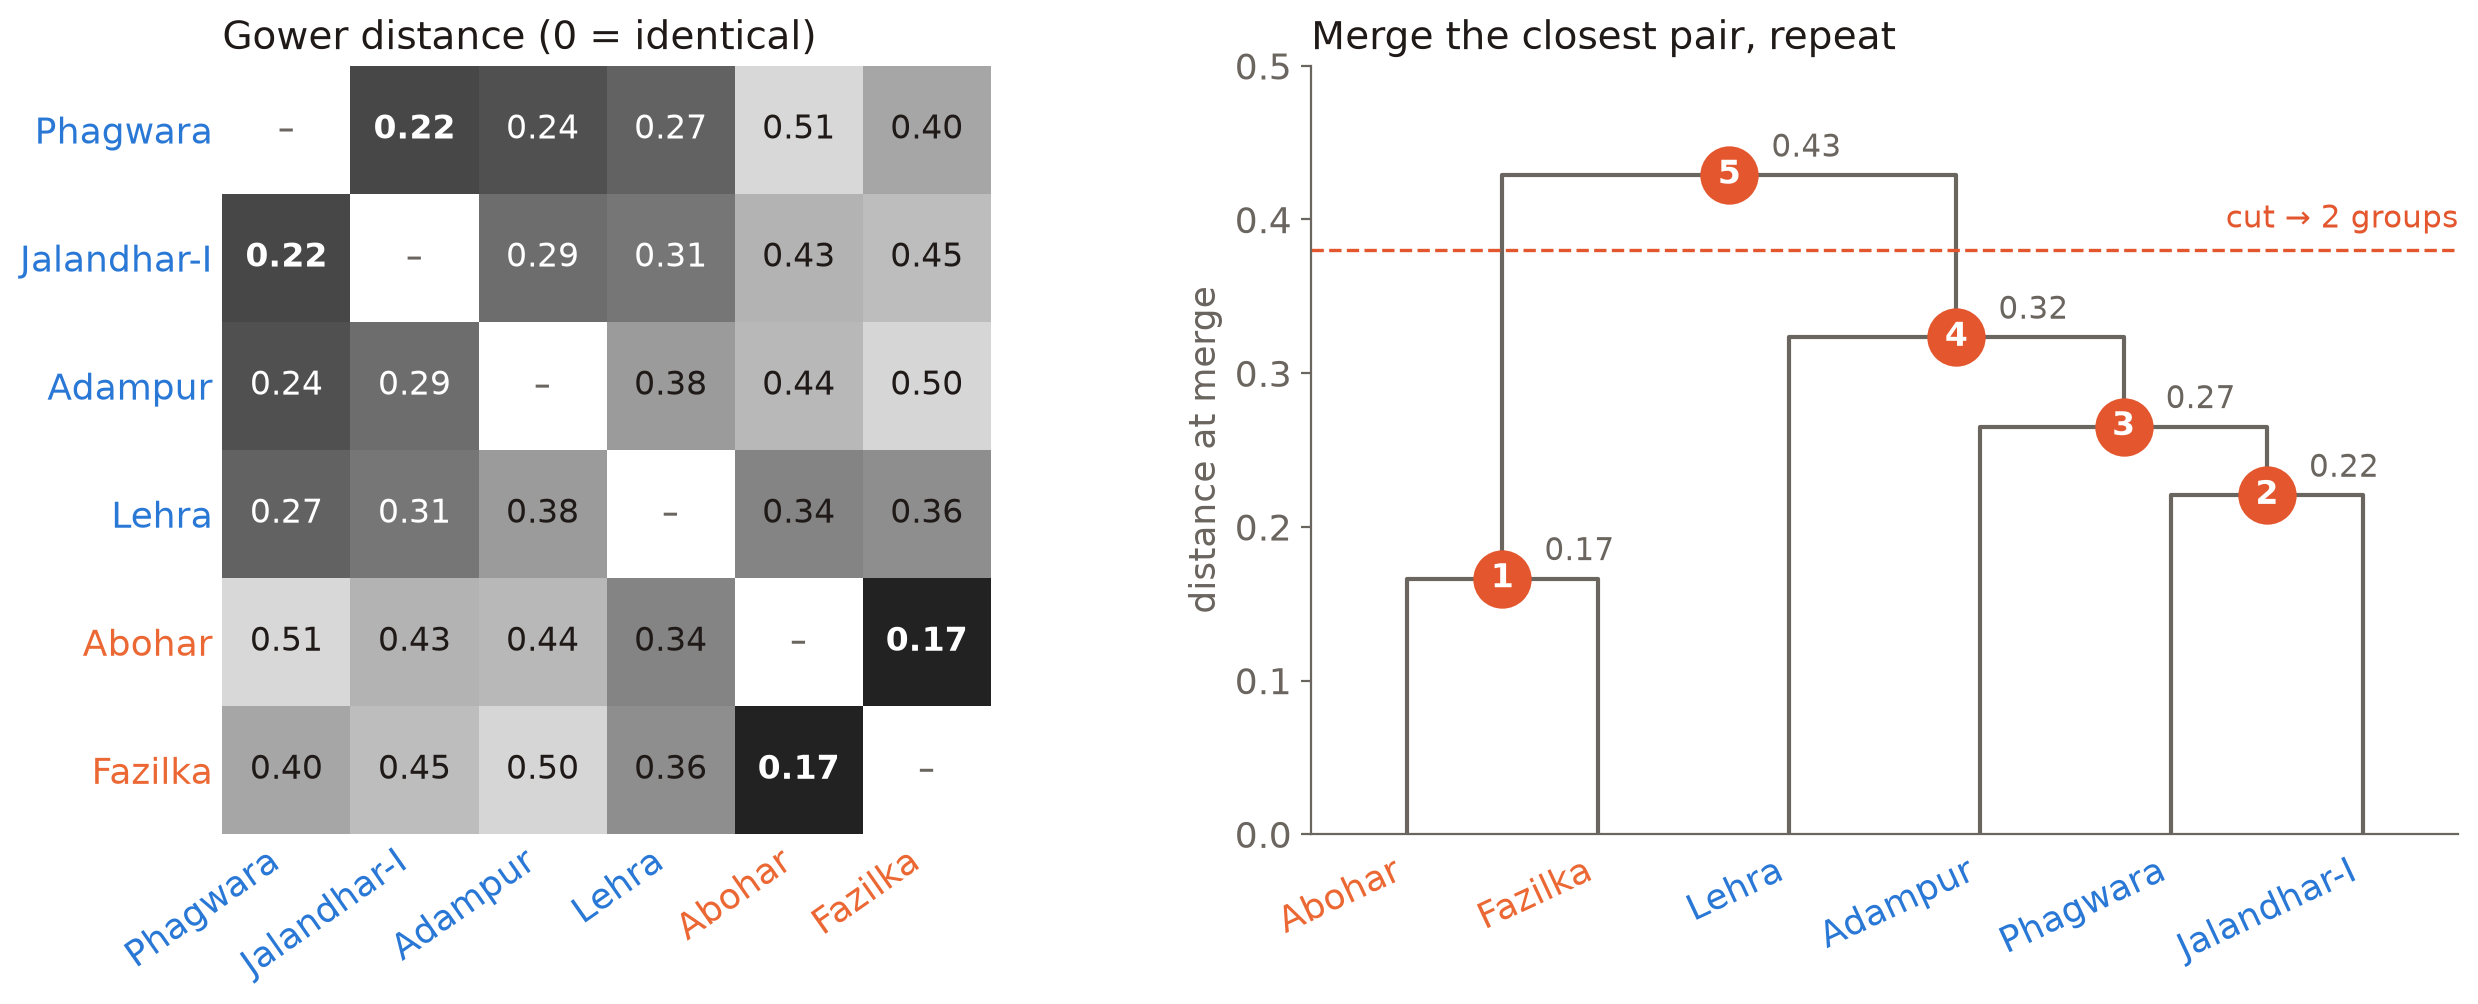 Gower distance (0 = identical)
Phagwara – 0.22 0.24 0.27 0.51 0.40
Jalandhar-I 0.22 – 0.29 0.31 0.43 0.45
Adampur 0.24 0.29 – 0.38 0.44 0.50
Lehra 0.27 0.31 0.38 – 0.34 0.36
Abohar 0.51 0.43 0.44 0.34 – 0.17
Fazilka 0.40 0.45 0.50 0.36 0.17 –
Phagwara Jalandhar-I Adampur Lehra Abohar Fazilka
Merge the closest pair, repeat
distance at merge
0.5
0.4
0.3
0.2
0.1
0.0
5 0.43
cut → 2 groups
4 0.32
3 0.27
2 0.22
1 0.17
Abohar Fazilka Lehra Adampur Phagwara Jalandhar-I